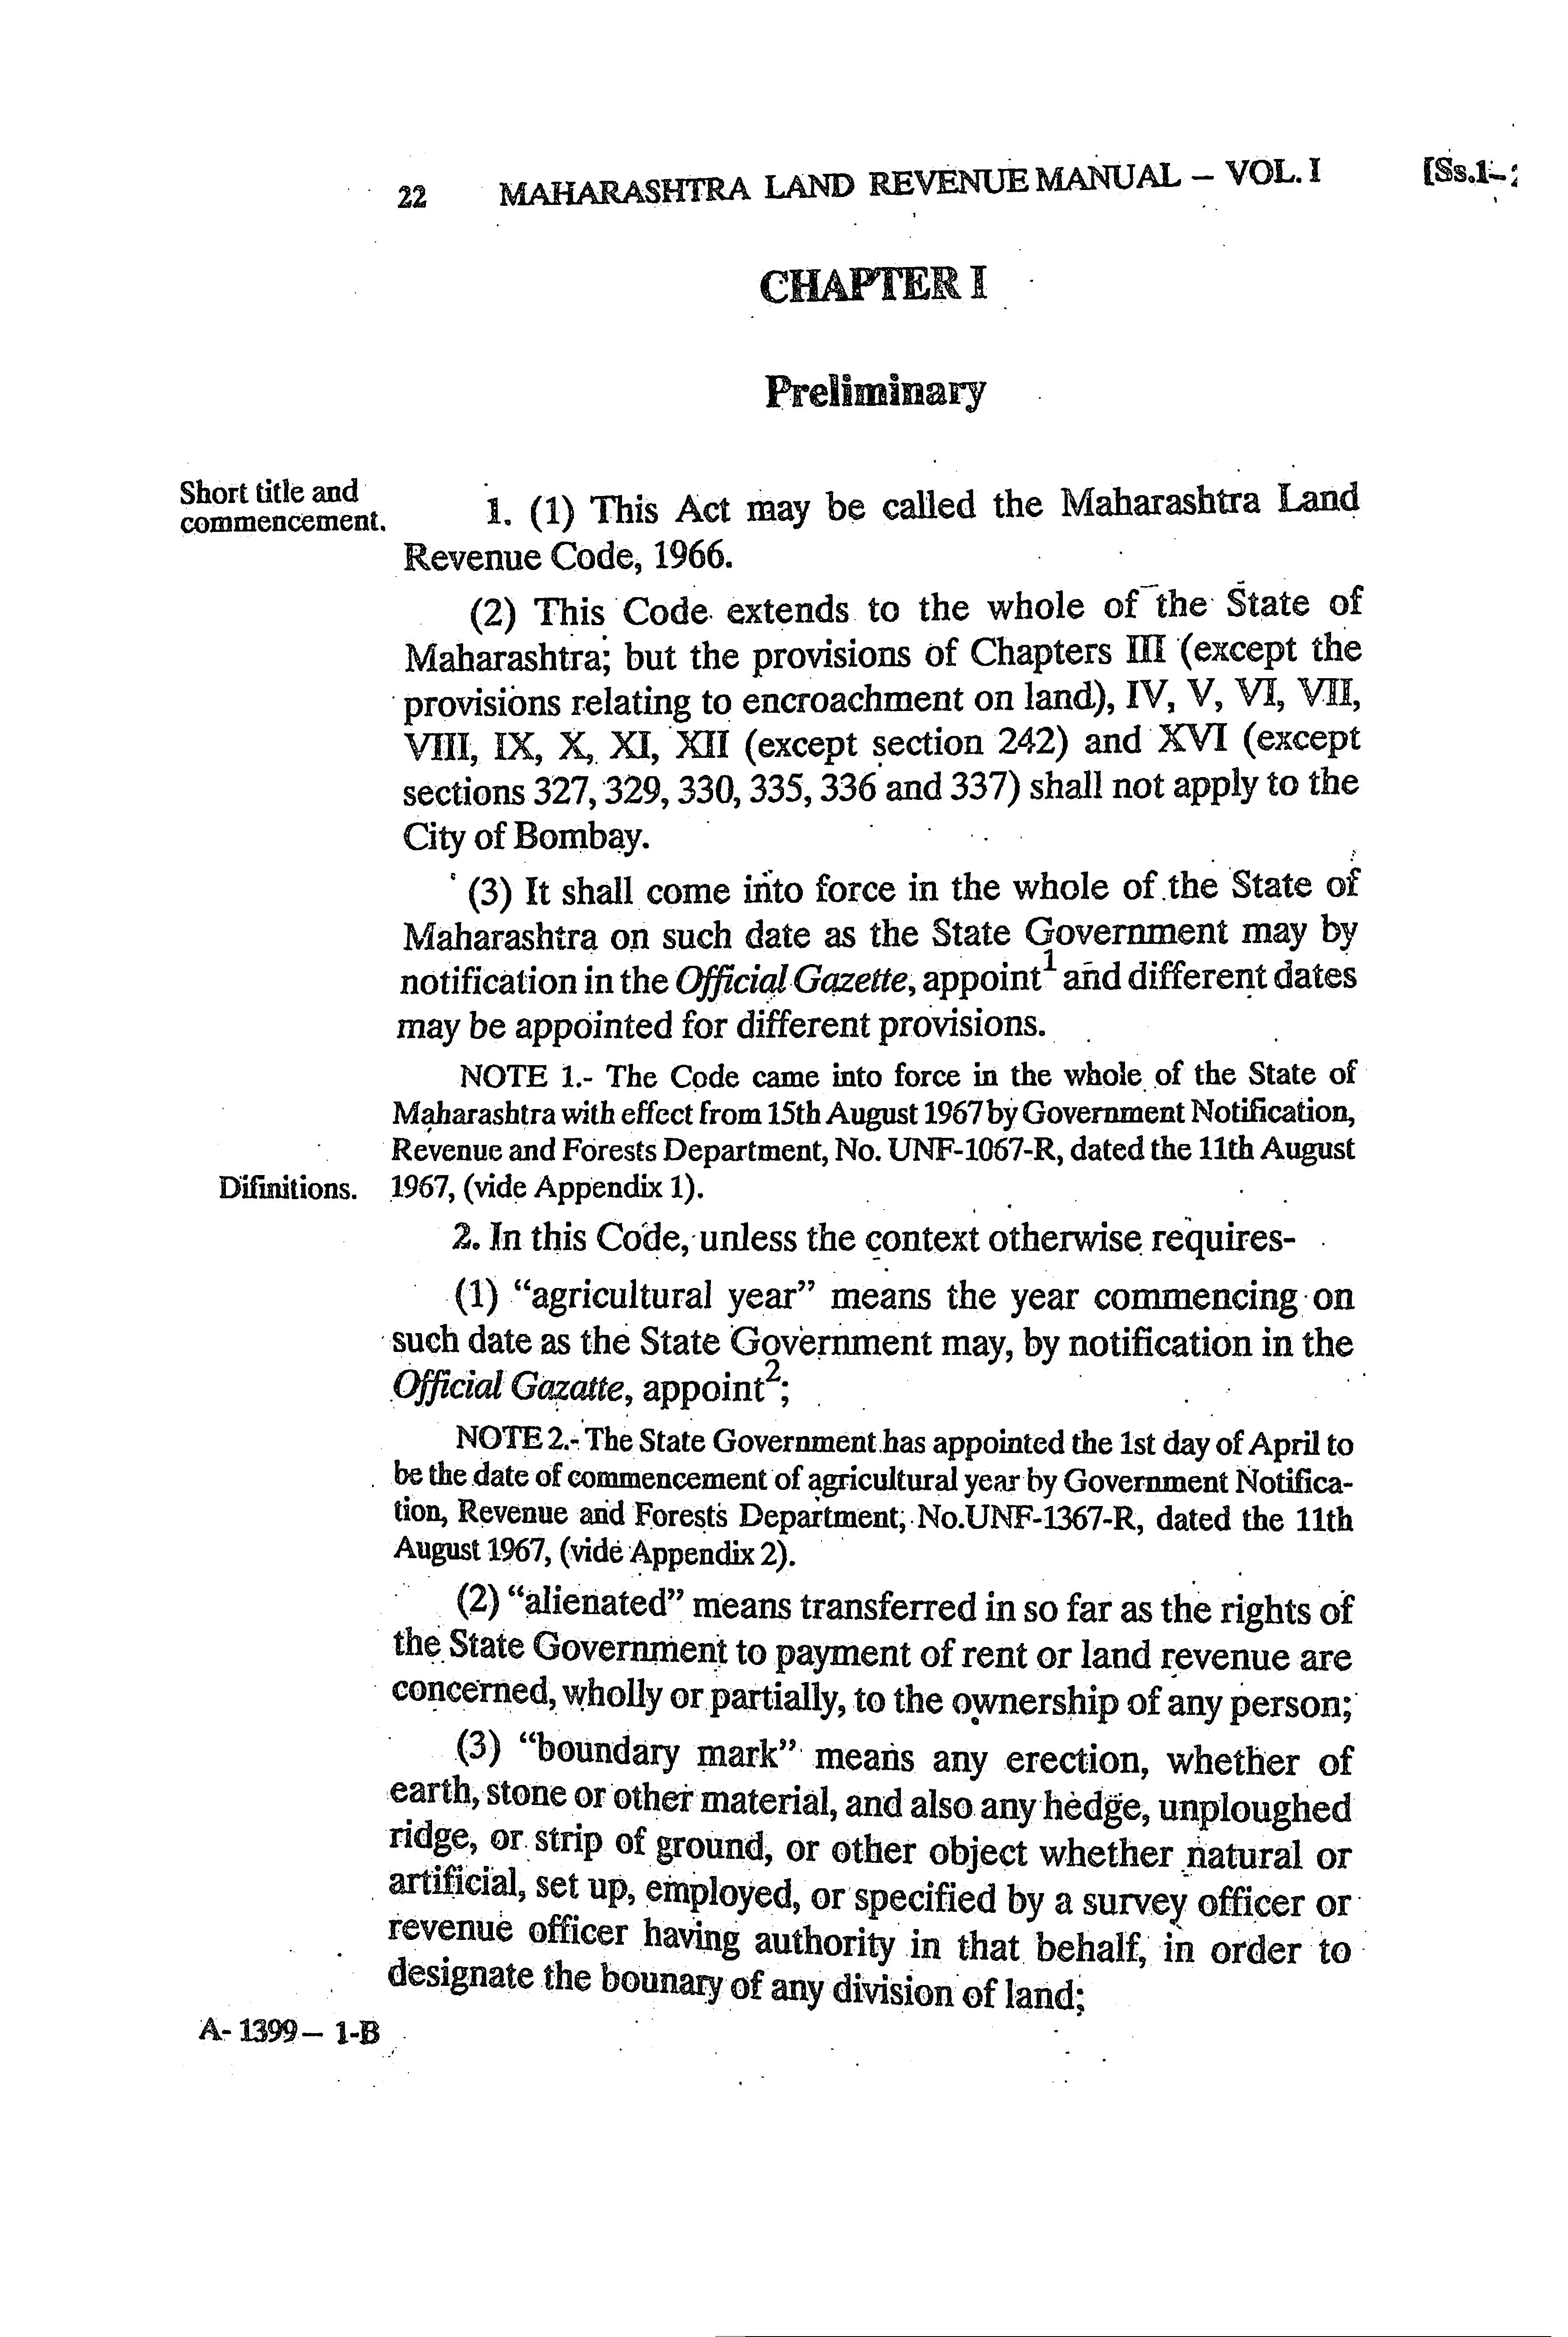 22 MAHARASHTRA LAND REVENUE MANUAL – VOL. I [Ss.1–
CHAPTER I
Preliminary
Short title and
commencement.
1. (1) This Act may be called the Maharashtra Land
Revenue Code, 1966.
(2) This Code extends to the whole of the State of
Maharashtra; but the provisions of Chapters III (except the
provisions relating to encroachment on land), IV, V, VI, VII,
VIII, IX, X, XI, XII (except section 242) and XVI (except
sections 327, 329, 330, 335, 336 and 337) shall not apply to the
City of Bombay.
(3) It shall come into force in the whole of the State of
Maharashtra on such date as the State Government may by
notification in the Official Gazette, appoint¹ and different dates
may be appointed for different provisions.
NOTE 1.- The Code came into force in the whole of the State of
Maharashtra with effect from 15th August 1967 by Government Notification,
Revenue and Forests Department, No. UNF-1067-R, dated the 11th August
Difinitions. 1967, (vide Appendix 1).
2. In this Code, unless the context otherwise requires-
(1) “agricultural year” means the year commencing on
such date as the State Government may, by notification in the
Official Gazatte, appoint²;
NOTE 2.- The State Government has appointed the 1st day of April to
be the date of commencement of agricultural year by Government Notifica-
tion, Revenue and Forests Department, No.UNF-1367-R, dated the 11th
August 1967, (vide Appendix 2).
(2) “alienated” means transferred in so far as the rights of
the State Government to payment of rent or land revenue are
concerned, wholly or partially, to the ownership of any person;
(3) “boundary mark” means any erection, whether of
earth, stone or other material, and also any hedge, unploughed
ridge, or strip of ground, or other object whether natural or
artificial, set up, employed, or specified by a survey officer or
revenue officer having authority in that behalf, in order to
designate the bounary of any division of land;
A- 1399 – 1-B